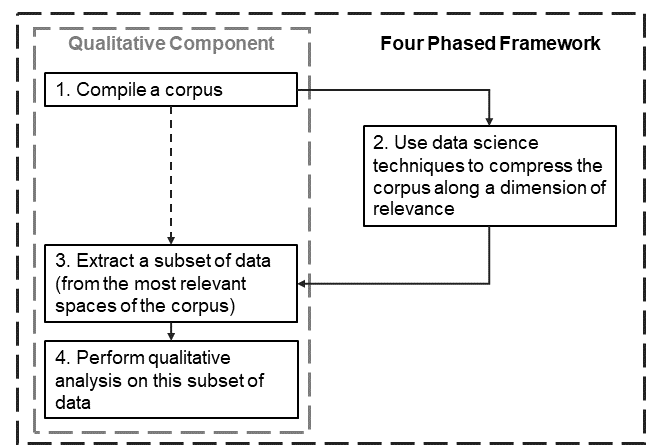 Qualitative Component
Four Phased Framework
1. Compile a corpus
2. Use data science
techniques to compress the
corpus along a dimension of
relevance
3. Extract a subset of data
(from the most relevant
spaces of the corpus)
4. Perform qualitative
analysis on this subset of
data